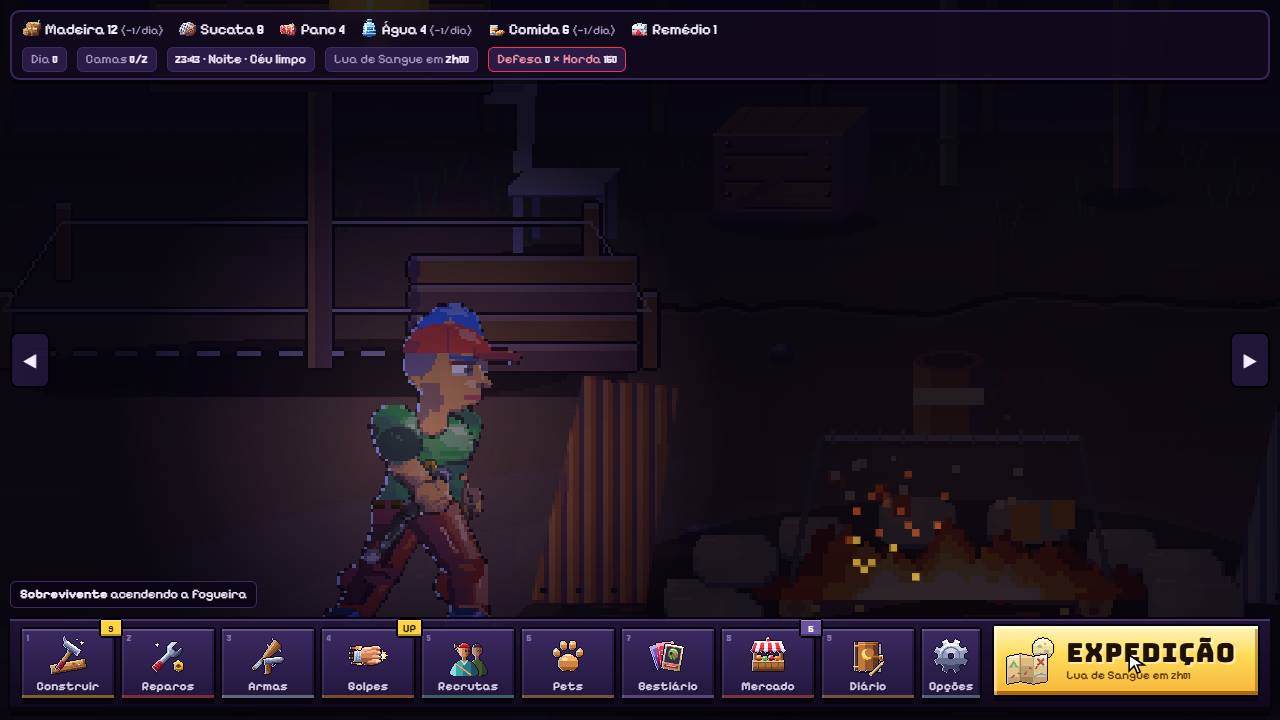 Madeira 12 (-1/dia) Sucata 8 Pano 4 Água 4 (-1/dia) Comida 6 (-1/dia) Remédio 1
Dia 0 Camas 0/2 23:43 · Noite · Céu limpo Lua de Sangue em 2h00 Defesa 0 × Horda 160
◀ ▶
Sobrevivente acendendo a fogueira
9 UP 6
1 2 3 4 5 6 7 8 9
Construir Reparos Armas Golpes Recrutas Pets Bestiário Mercado Diário Opções
EXPEDIÇÃO
Lua de Sangue em 2h01